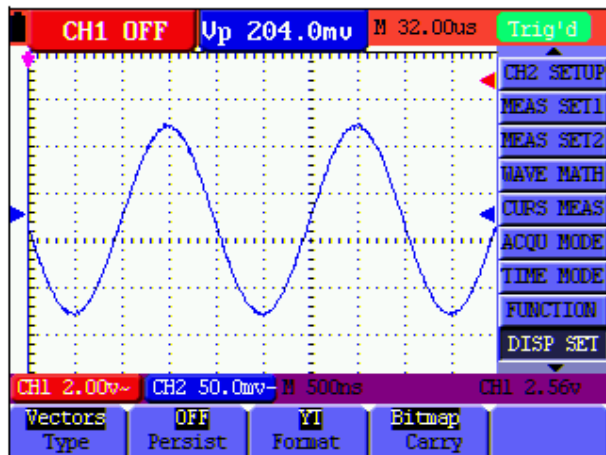 CH1 OFF
Vp 204.0mv
M 32.00us
Trig'd
CH2 SETUP
MEAS SET1
MEAS SET2
WAVE MATH
CURS MEAS
ACQU MODE
TIME MODE
FUNCTION
DISP SET
CH1 2.00v~
CH2 50.0mv-
M 500ns
CH1 2.56v
Vectors
Type
OFF
Persist
YT
Format
Bitmap
Carry